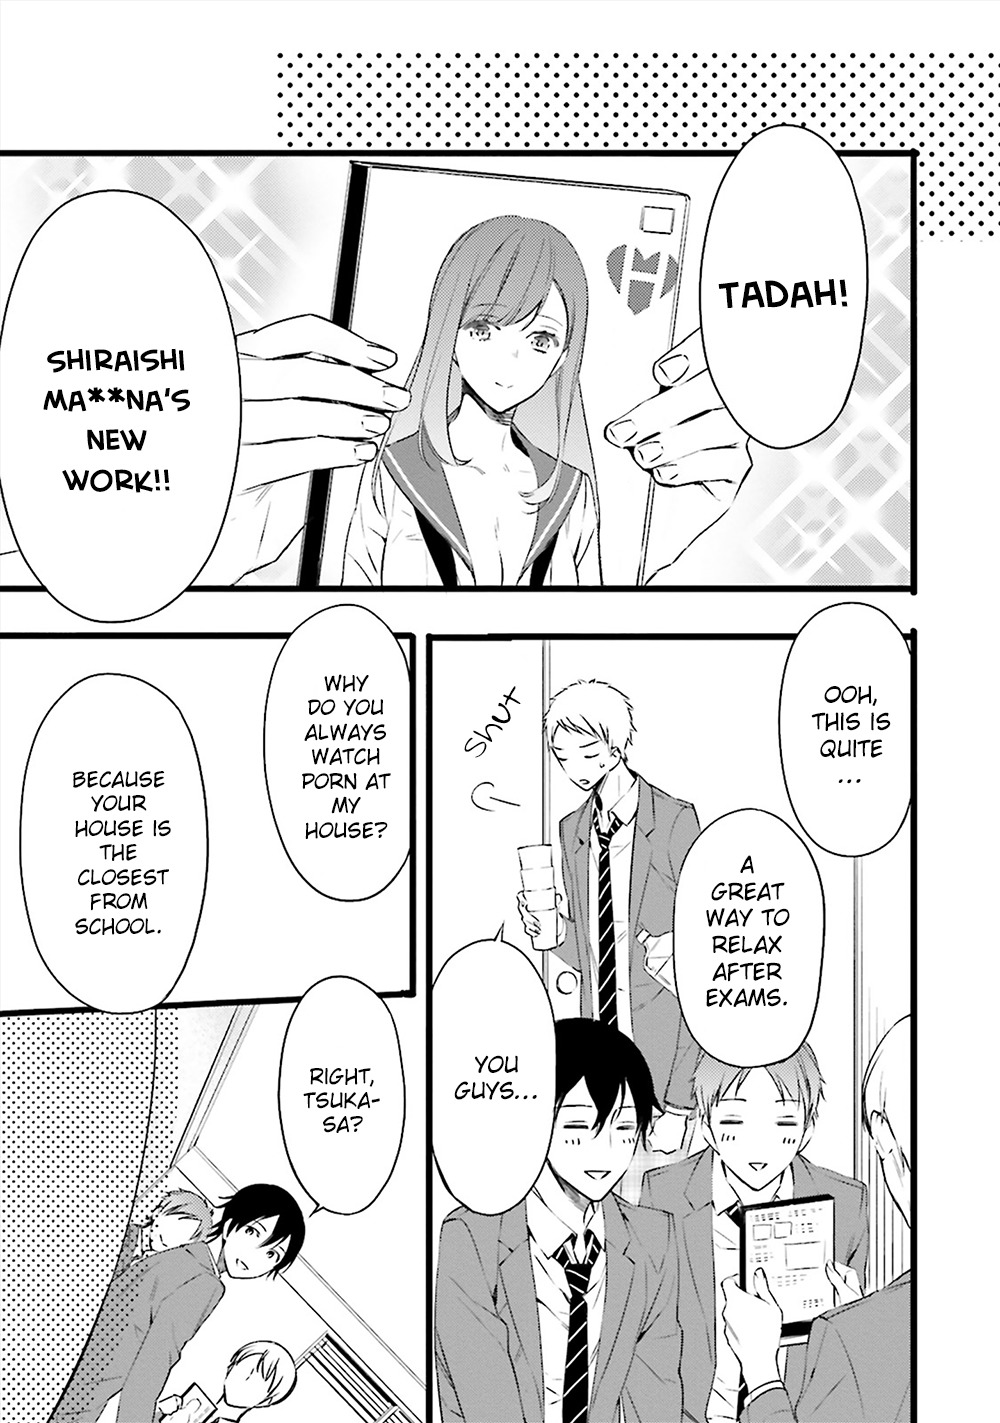 TADAH!
SHIRAISHI
MA**NA'S
NEW
WORK!!
H
OOH,
THIS IS
QUITE
...
A
GREAT
WAY TO
RELAX
AFTER
EXAMS.
Shut
YOU
GUYS...
WHY
DO YOU
ALWAYS
WATCH
PORN AT
MY
HOUSE?
BECAUSE
YOUR
HOUSE IS
THE
CLOSEST
FROM
SCHOOL.
RIGHT,
TSUKA-
SA?